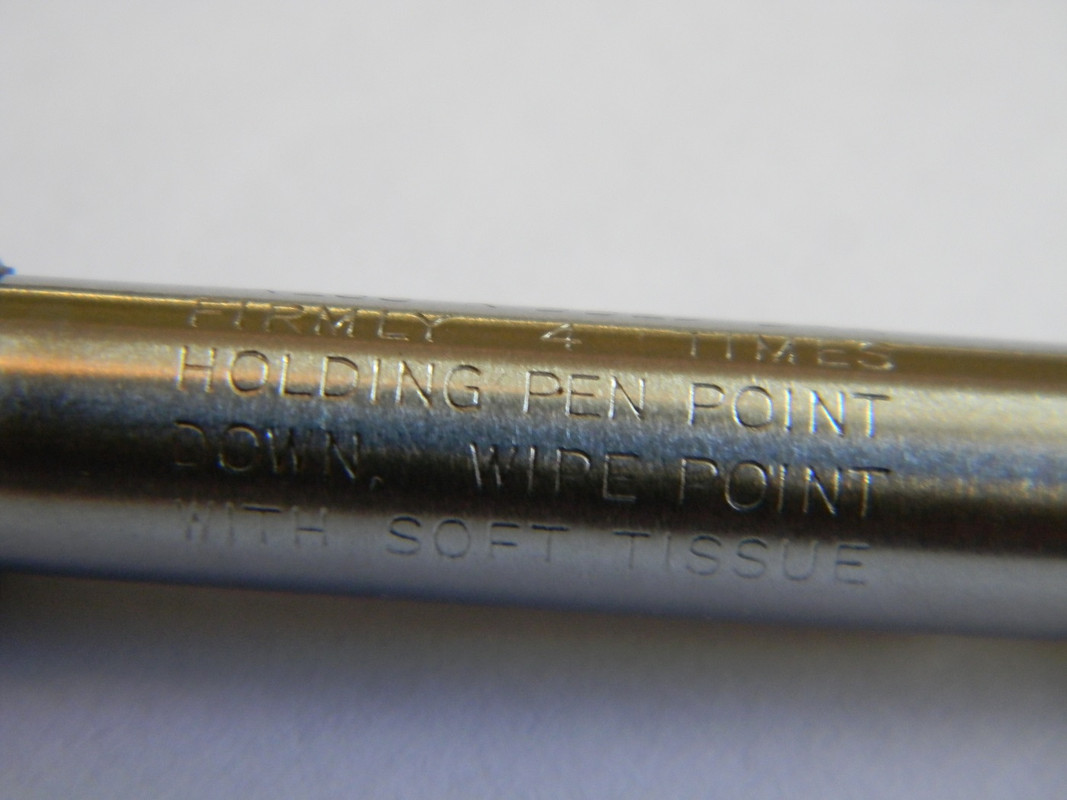 FIRMLY 4 TIMES
HOLDING PEN POINT
DOWN, WIPE POINT
WITH SOFT TISSUE